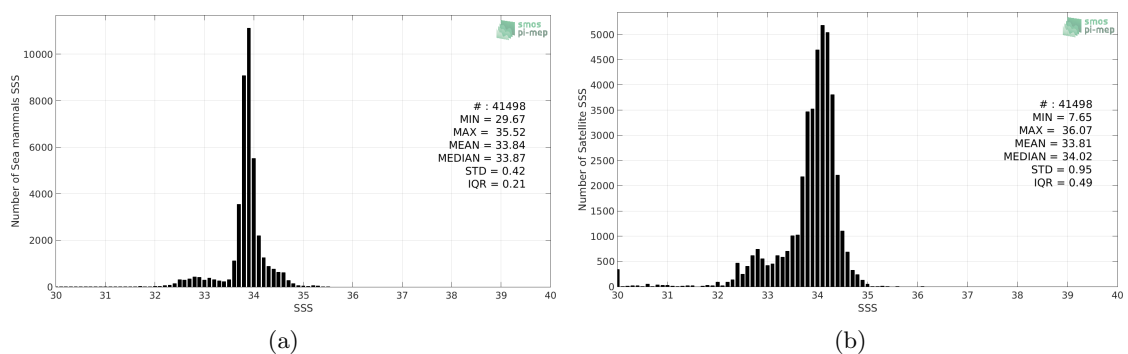 smos
pi-mep
Number of Sea mammals SSS
10000
8000
6000
4000
2000
0
# : 41498
MIN = 29.67
MAX = 35.52
MEAN = 33.84
MEDIAN = 33.87
STD = 0.42
IQR = 0.21
30 31 32 33 34 35 36 37 38 39 40
SSS
(a)
smos
pi-mep
Number of Satellite SSS
5000
4500
4000
3500
3000
2500
2000
1500
1000
500
0
# : 41498
MIN = 7.65
MAX = 36.07
MEAN = 33.81
MEDIAN = 34.02
STD = 0.95
IQR = 0.49
30 31 32 33 34 35 36 37 38 39 40
SSS
(b)